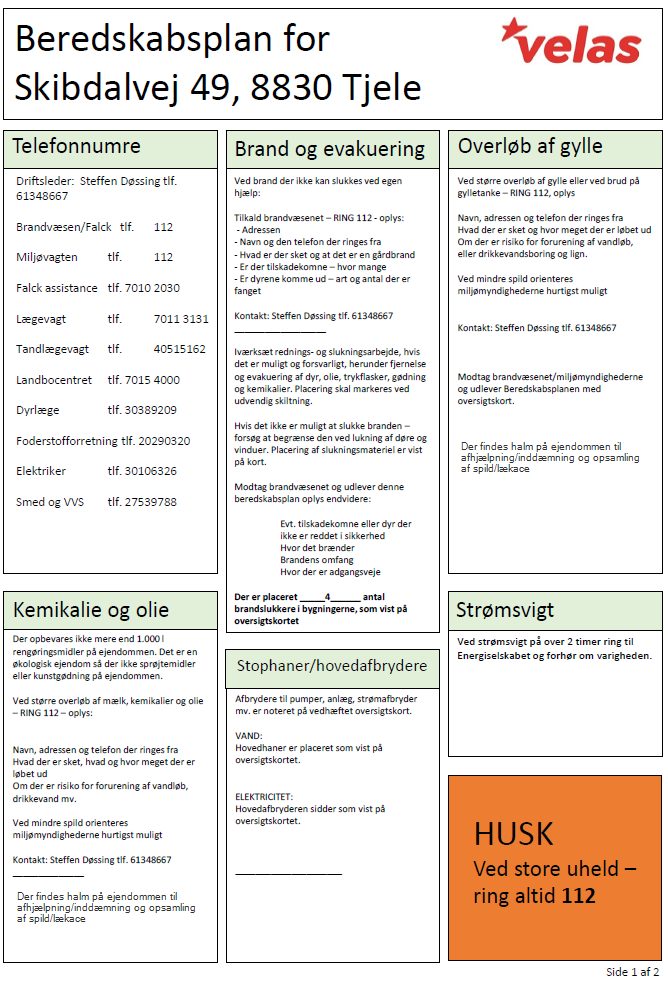 Beredskabsplan for
Skibdalvej 49, 8830 Tjele
velas
Telefonnumre
Driftsleder: Steffen Døssing tlf.
61348667
Brandvæsen/Falck tlf. 112
Miljøvagten tlf. 112
Falck assistance tlf. 7010 2030
Lægevagt tlf. 7011 3131
Tandlægevagt tlf. 40515162
Landbocentret tlf. 7015 4000
Dyrlæge tlf. 30389209
Foderstofforretning tlf. 20290320
Elektriker tlf. 30106326
Smed og VVS tlf. 27539788
Brand og evakuering
Ved brand der ikke kan slukkes ved egen
hjælp:
Tilkald brandvæsenet – RING 112 - oplys:
- Adressen
- Navn og den telefon der ringes fra
- Hvad er der sket og at det er en gårdbrand
- Er der tilskadekomne – hvor mange
- Er dyrene komme ud – art og antal der er
fanget
Kontakt: Steffen Døssing tlf. 61348667
___________________
Iværksæt rednings- og slukningsarbejde, hvis
det er muligt og forsvarligt, herunder fjernelse
og evakuering af dyr, olie, trykflasker, gødning
og kemikalier. Placering skal markeres ved
udvendig skiltning.
Hvis det ikke er muligt at slukke branden –
forsøg at begrænse den ved lukning af døre og
vinduer. Placering af slukningsmateriel er vist
på kort.
Modtag brandvæsenet og udlever denne
beredskabsplan oplys endvidere:
Evt. tilskadekomne eller dyr der
ikke er reddet i sikkerhed
Hvor det brænder
Brandens omfang
Hvor der er adgangsveje
Der er placeret _____4______ antal
brandslukkere i bygningerne, som vist på
oversigtskortet
Overløb af gylle
Ved større overløb af gylle eller ved brud på
gylletanke – RING 112, oplys
Navn, adressen og telefon der ringes fra
Hvad der er sket og hvor meget der er løbet ud
Om der er risiko for forurening af vandløb,
eller drikkevandsboring og lign.
Ved mindre spild orienteres
miljømyndighederne hurtigst muligt
Kontakt: Steffen Døssing tlf. 61348667
Modtag brandvæsenet/miljømyndighederne
og udlever Beredskabsplanen med
oversigtskort.
Der findes halm på ejendommen til
afhjælpning/inddæmning og opsamling
af spild/lækace
Kemikalie og olie
Der opbevares ikke mere end 1.000 l
rengøringsmidler på ejendommen. Det er en
økologisk ejendom så der ikke sprøjtemidler
eller kunstgødning på ejendommen.
Ved større overløb af mælk, kemikalier og olie
– RING 112 – oplys:
Navn, adressen og telefon der ringes fra
Hvad der er sket, hvad og hvor meget der er
løbet ud
Om der er risiko for forurening af vandløb,
drikkevand mv.
Ved mindre spild orienteres
miljømyndighederne hurtigst muligt
Kontakt: Steffen Døssing tlf. 61348667
_______________
Der findes halm på ejendommen til
afhjælpning/inddæmning og opsamling
af spild/lækace
Stophaner/hovedafbrydere
Afbrydere til pumper, anlæg, strømafbryder
mv. er noteret på vedhæftet oversigtskort.
VAND:
Hovedhaner er placeret som vist på
oversigtskortet.
ELEKTRICITET:
Hovedafbryderen sidder som vist på
oversigtskortet.
______________________
Strømsvigt
Ved strømsvigt på over 2 timer ring til
Energiselskabet og forhør om varigheden.
HUSK
Ved store uheld –
ring altid 112
Side 1 af 2